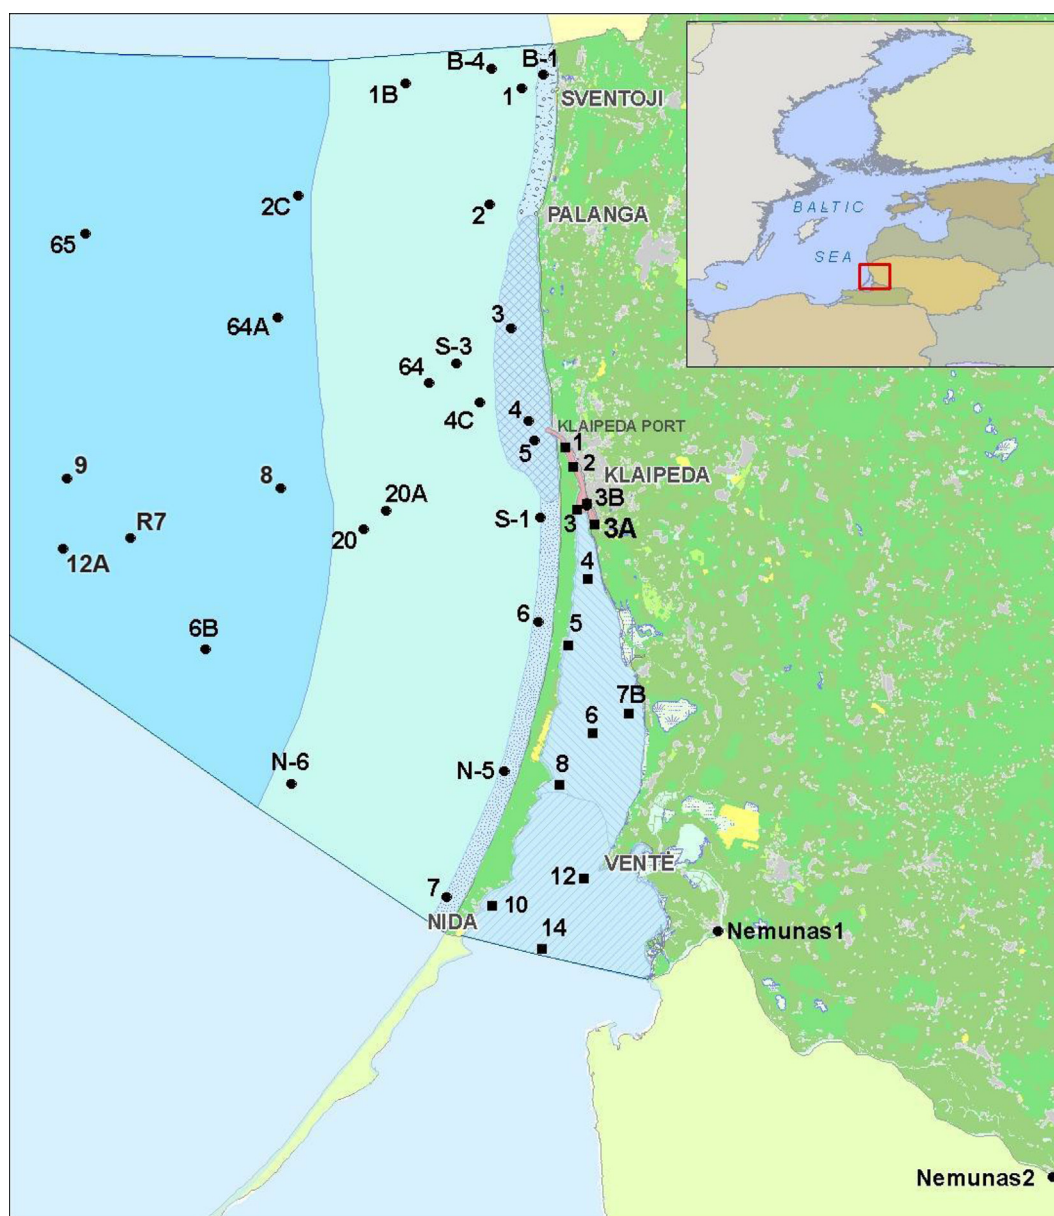 B-4
B-1
1B
1
SVENTOJI
BALTIC
SEA
2C
2
PALANGA
65
64A
3
S-3
64
4C
4
KLAIPEDA PORT
5
1
2
KLAIPEDA
9
8
20A
3B
R7
S-1
3
3A
20
12A
4
6
5
6B
7B
6
N-6
N-5
8
VENTĖ
12
7
10
NIDA
14
Nemunas1
Nemunas2